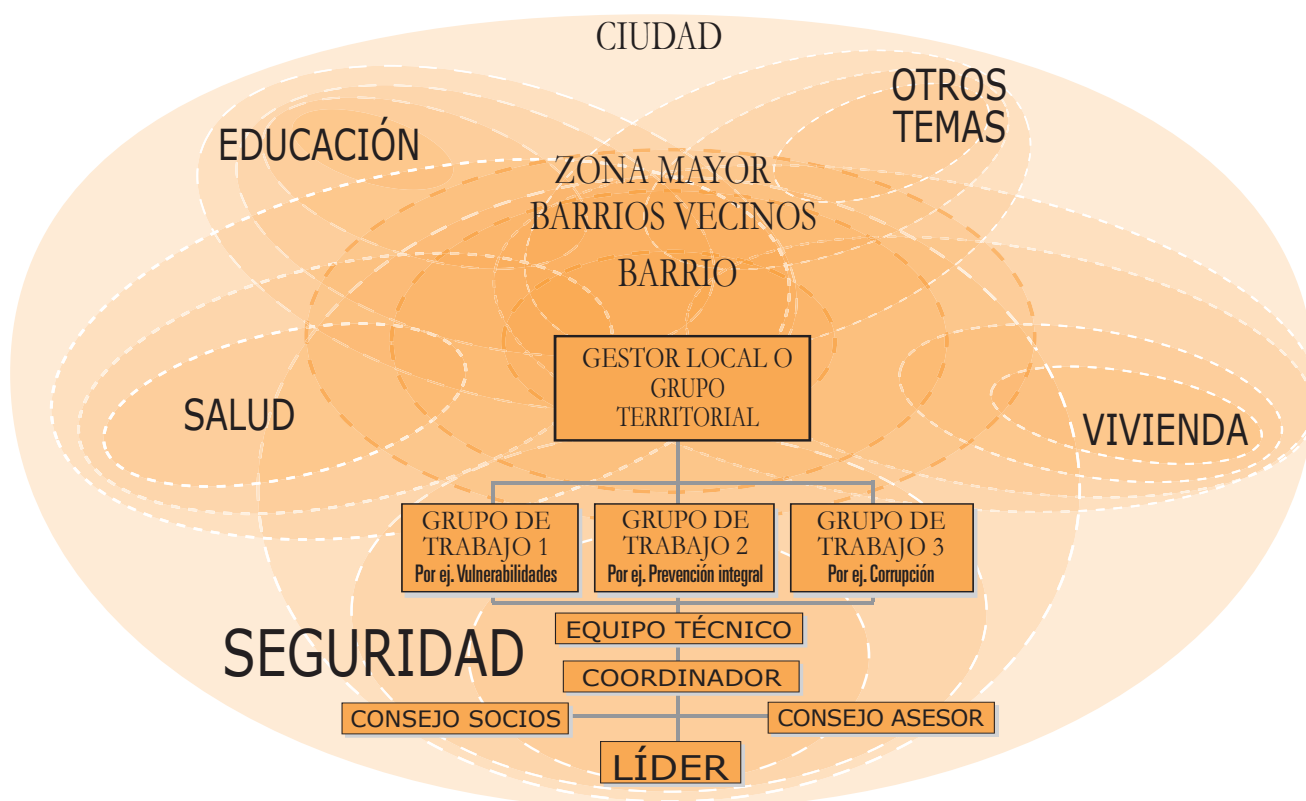 CIUDAD
OTROS
TEMAS
EDUCACIÓN
ZONA MAYOR
BARRIOS VECINOS
BARRIO
GESTOR LOCAL O
GRUPO
TERRITORIAL
SALUD
VIVIENDA
GRUPO DE
TRABAJO 1
Por ej. Vulnerabilidades
GRUPO DE
TRABAJO 2
Por ej. Prevención integral
GRUPO DE
TRABAJO 3
Por ej. Corrupción
EQUIPO TÉCNICO
SEGURIDAD
COORDINADOR
CONSEJO SOCIOS
CONSEJO ASESOR
LÍDER